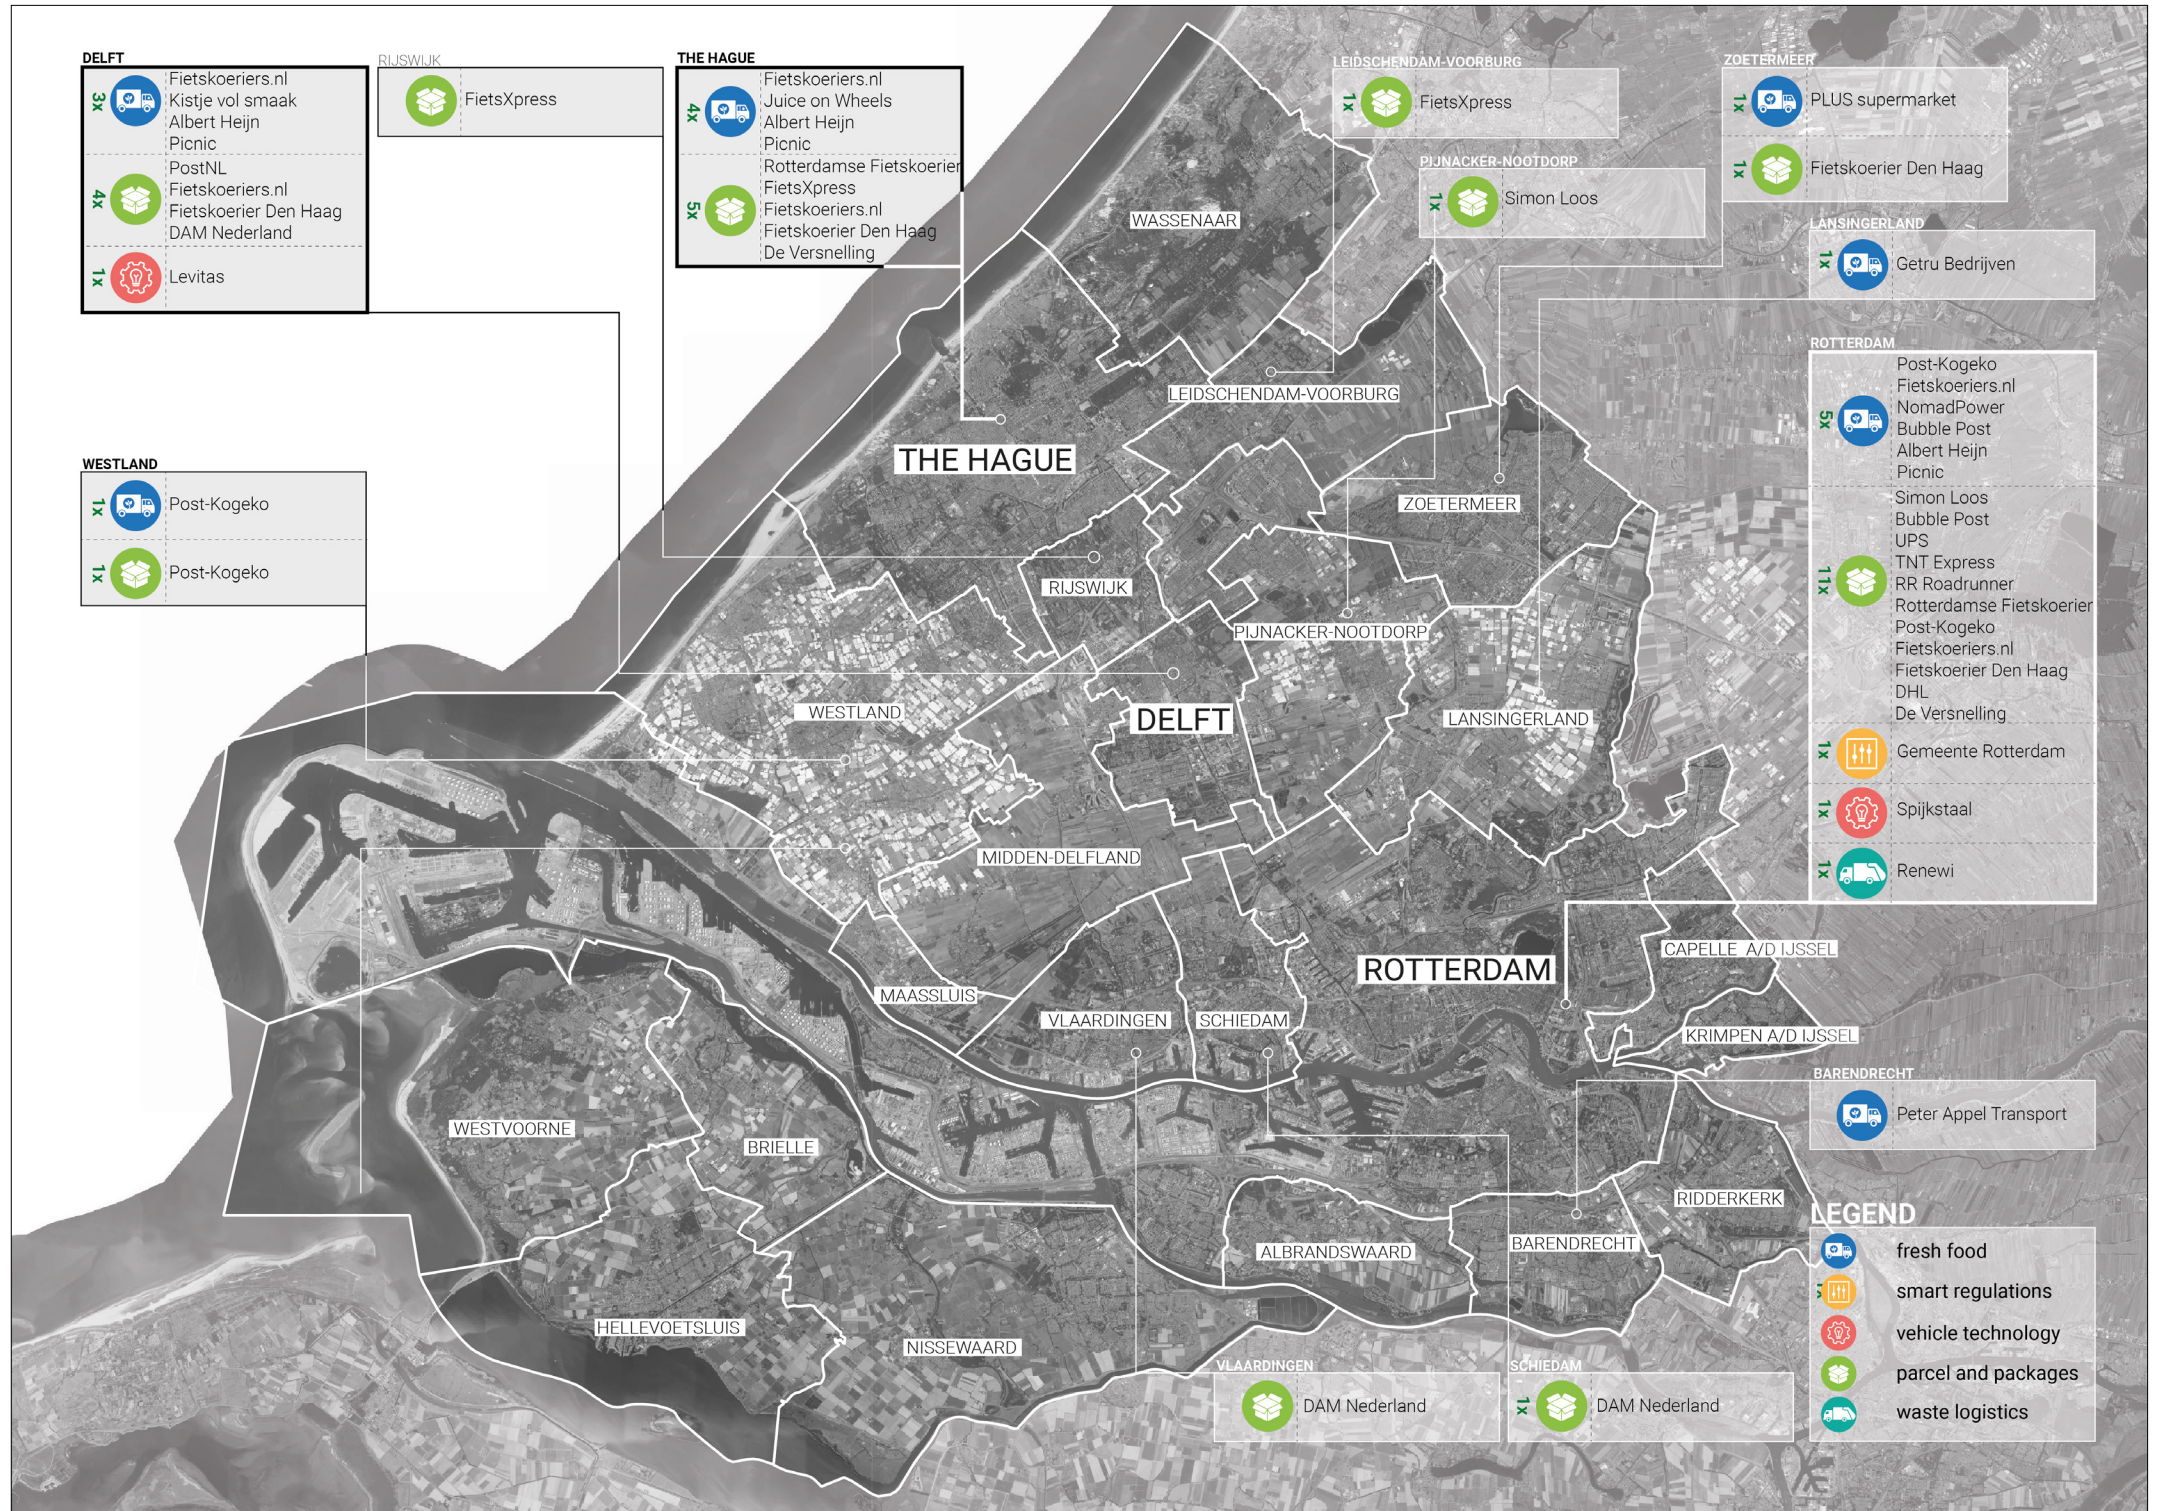 DELFT
3x
Fietskoeriers.nl
Kistje vol smaak
Albert Heijn
Picnic
4x
PostNL
Fietskoeriers.nl
Fietskoerier Den Haag
DAM Nederland
1x
Levitas
RIJSWIJK
FietsXpress
THE HAGUE
4x
Fietskoeriers.nl
Juice on Wheels
Albert Heijn
Picnic
5x
Rotterdamse Fietskoerier
FietsXpress
Fietskoeriers.nl
Fietskoerier Den Haag
De Versnelling
LEIDSCHENDAM-VOORBURG
1x
FietsXpress
PIJNACKER-NOOTDORP
1x
Simon Loos
ZOETERMEER
1x
PLUS supermarket
1x
Fietskoerier Den Haag
LANSINGERLAND
1x
Getru Bedrijven
ROTTERDAM
5x
Post-Kogeko
Fietskoeriers.nl
NomadPower
Bubble Post
Albert Heijn
Picnic
11x
Simon Loos
Bubble Post
UPS
TNT Express
RR Roadrunner
Rotterdamse Fietskoerier
Post-Kogeko
Fietskoeriers.nl
Fietskoerier Den Haag
DHL
De Versnelling
1x
Gemeente Rotterdam
1x
Spijkstaal
1x
Renewi
WESTLAND
1x
Post-Kogeko
1x
Post-Kogeko
WASSENAAR
LEIDSCHENDAM-VOORBURG
THE HAGUE
ZOETERMEER
RIJSWIJK
PIJNACKER-NOOTDORP
WESTLAND
DELFT
LANSINGERLAND
MIDDEN-DELFLAND
CAPELLE A/D IJSSEL
ROTTERDAM
MAASSLUIS
VLAARDINGEN
SCHIEDAM
KRIMPEN A/D IJSSEL
WESTVOORNE
BRIELLE
RIDDERKERK
ALBRANDSWAARD
BARENDRECHT
HELLEVOETSLUIS
NISSEWAARD
BARENDRECHT
Peter Appel Transport
VLAARDINGEN
DAM Nederland
SCHIEDAM
1x
DAM Nederland
LEGEND
fresh food
smart regulations
vehicle technology
parcel and packages
waste logistics